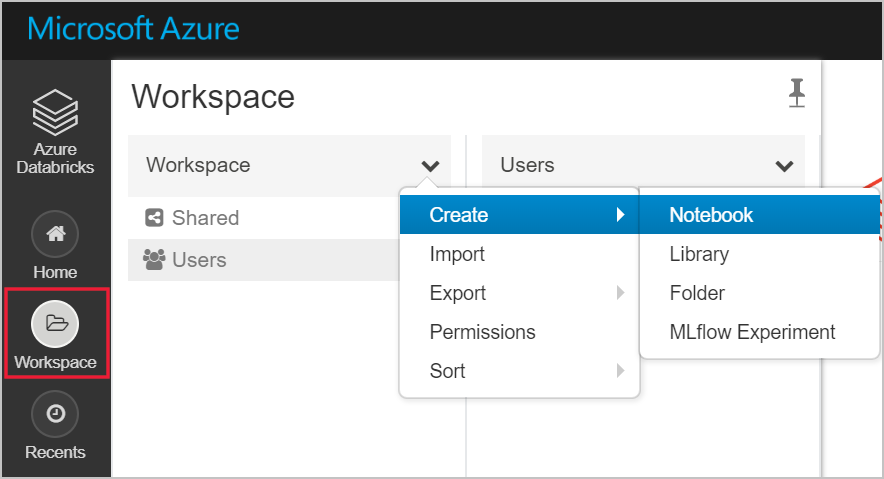 Microsoft Azure
Azure
Databricks
Home
Workspace
Recents
Workspace
Workspace
Shared
Users
Users
Create
Import
Export
Permissions
Sort
Notebook
Library
Folder
MLflow Experiment